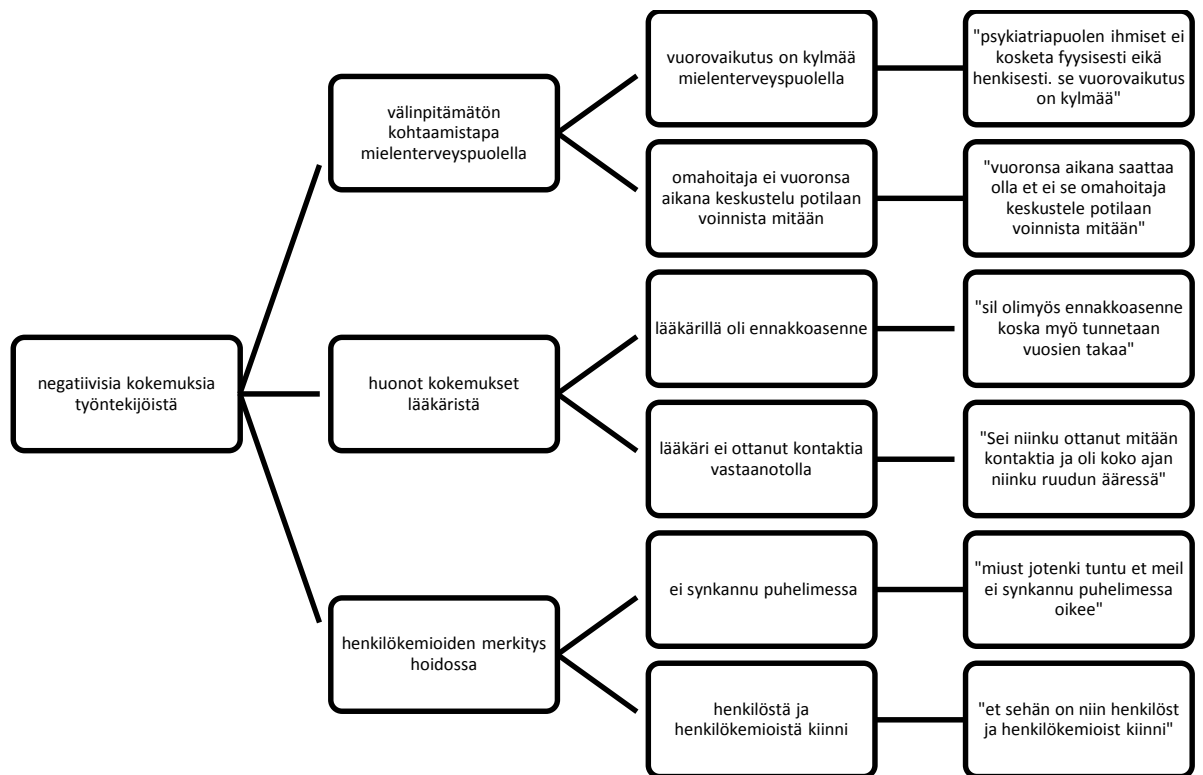 negatiivisia kokemuksia
työntekijöistä
välinpitämätön
kohtaamistapa
mielenterveyspuolella
vuorovaikutus on kylmää
mielenterveyspuolella
"psykiatriapuolen ihmiset ei
kosketa fyysisesti eikä
henkisesti. se vuorovaikutus
on kylmää"
omahoitaja ei vuoronsa
aikana keskustelu potilaan
voinnista mitään
"vuoronsa aikana saattaa
olla et ei se omahoitaja
keskustele potilaan
voinnista mitään"
huonot kokemukset
lääkäristä
lääkärillä oli ennakkoasenne
"sil olimyös ennakkoasenne
koska myö tunnetaan
vuosien takaa"
lääkäri ei ottanut kontaktia
vastaanotolla
"Sei niinku ottanut mitään
kontaktia ja oli koko ajan
niinku ruudun ääressä"
henkilökemioiden merkitys
hoidossa
ei synkannu puhelimessa
"miust jotenki tuntu et meil
ei synkannu puhelimessa
oikee"
henkilöstä ja
henkilökemioistä kiinni
"et sehän on niin henkilöst
ja henkilökemioist kiinni"